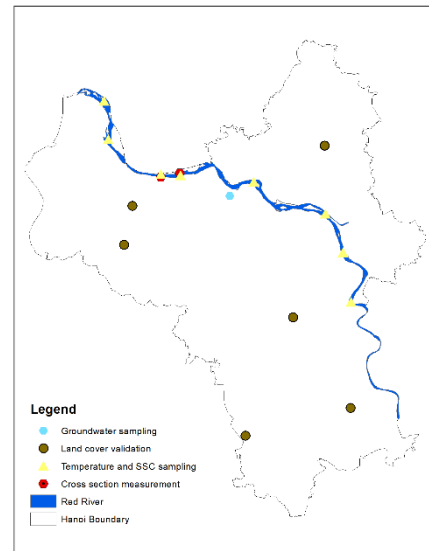 Legend
Groundwater sampling
Land cover validation
Temperature and SSC sampling
Cross section measurement
Red River
Hanoi Boundary